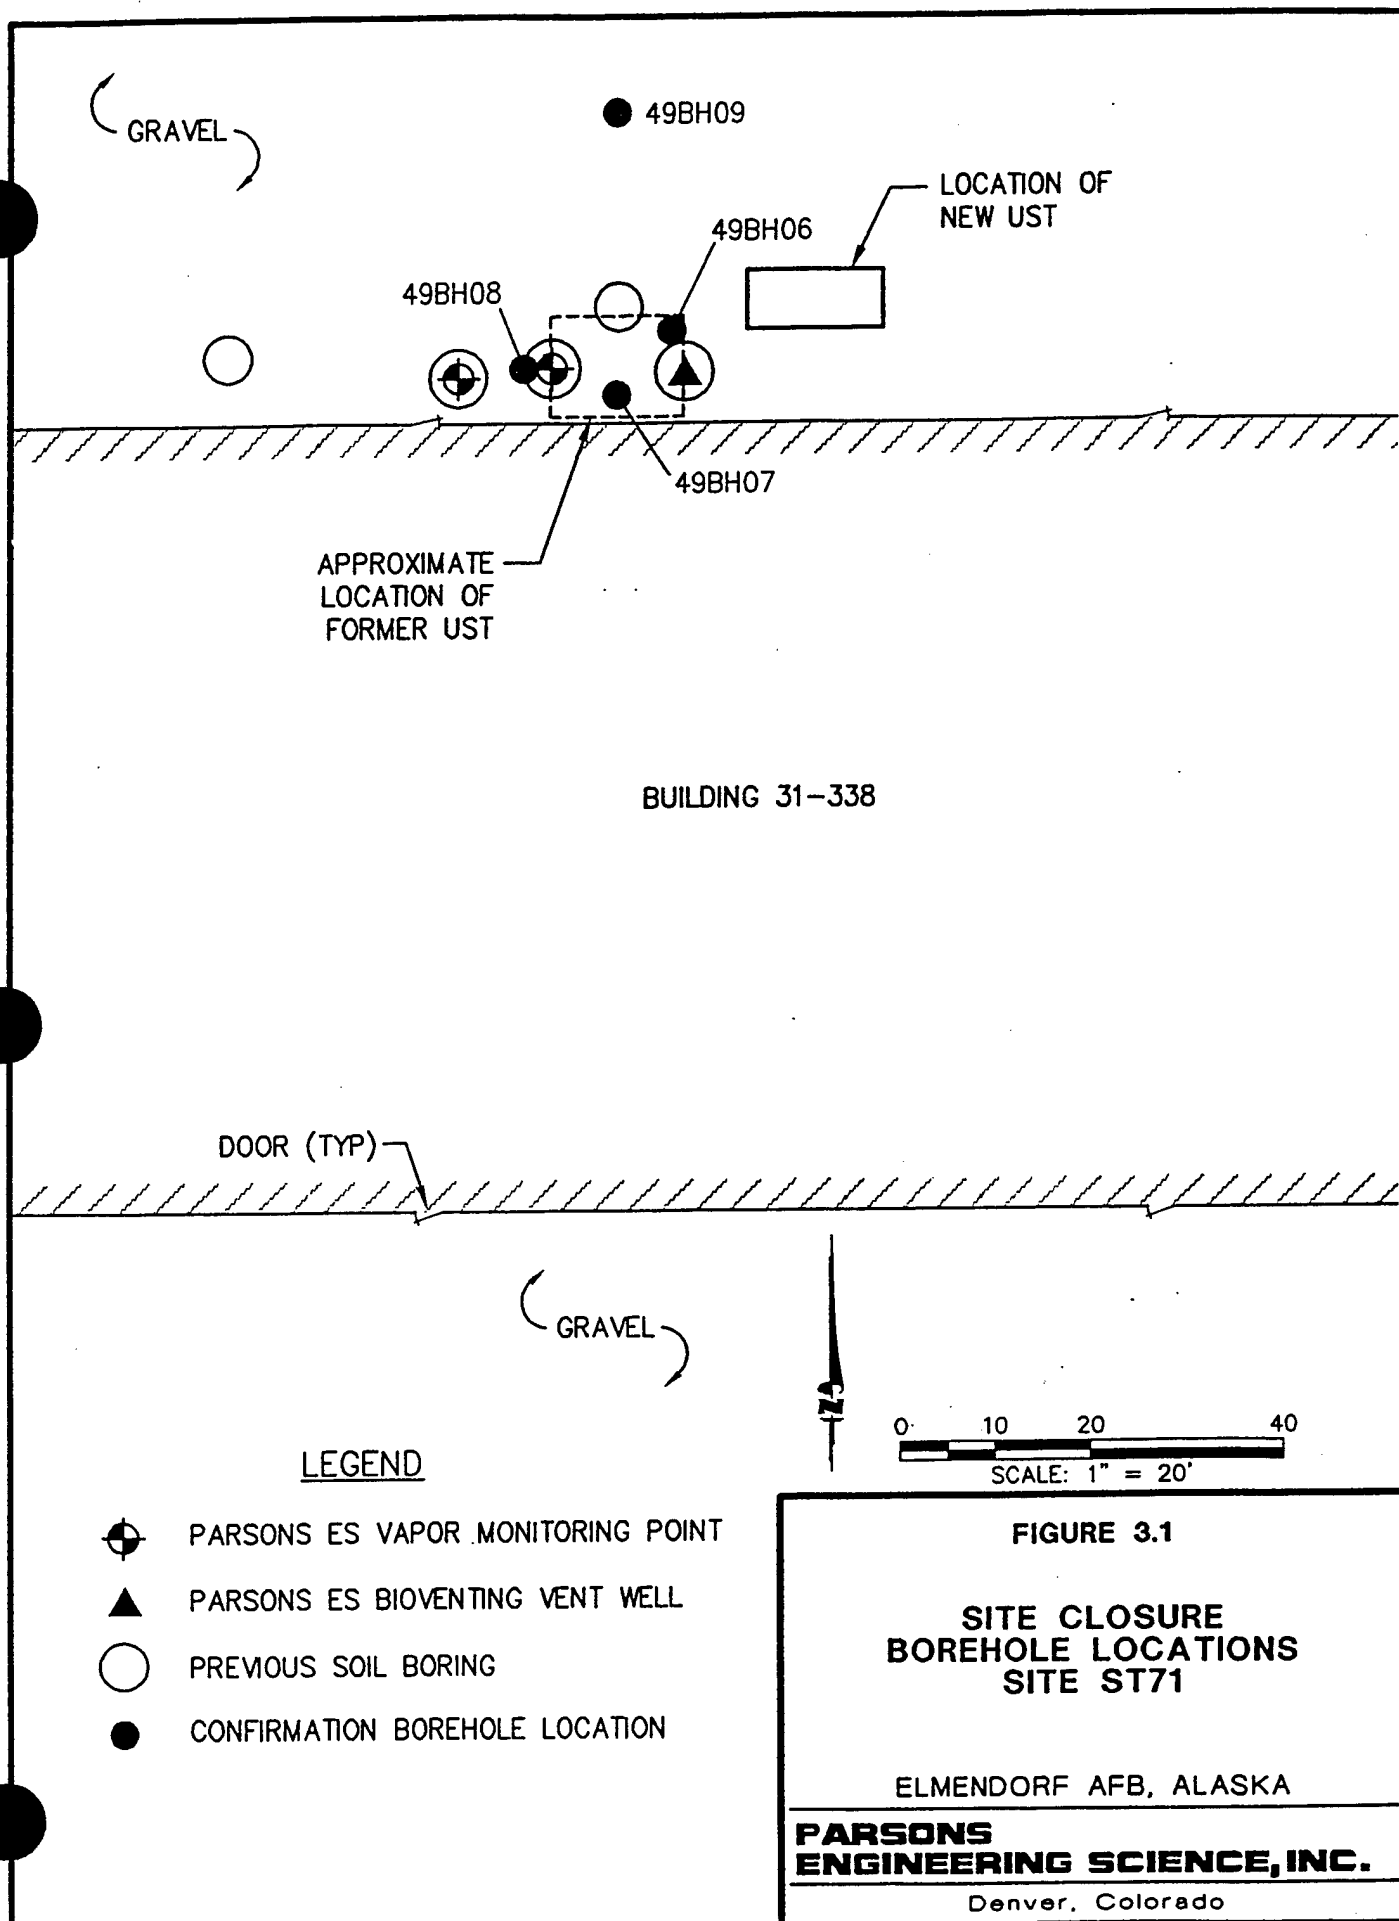 GRAVEL
49BH09
LOCATION OF
NEW UST
49BH06
49BH08
49BH07
APPROXIMATE
LOCATION OF
FORMER UST
BUILDING 31-338
DOOR (TYP)
GRAVEL
N
0 10 20 40
SCALE: 1" = 20'
LEGEND
PARSONS ES VAPOR MONITORING POINT
PARSONS ES BIOVENTING VENT WELL
PREVIOUS SOIL BORING
CONFIRMATION BOREHOLE LOCATION
FIGURE 3.1
SITE CLOSURE
BOREHOLE LOCATIONS
SITE ST71
ELMENDORF AFB, ALASKA
PARSONS
ENGINEERING SCIENCE, INC.
Denver, Colorado